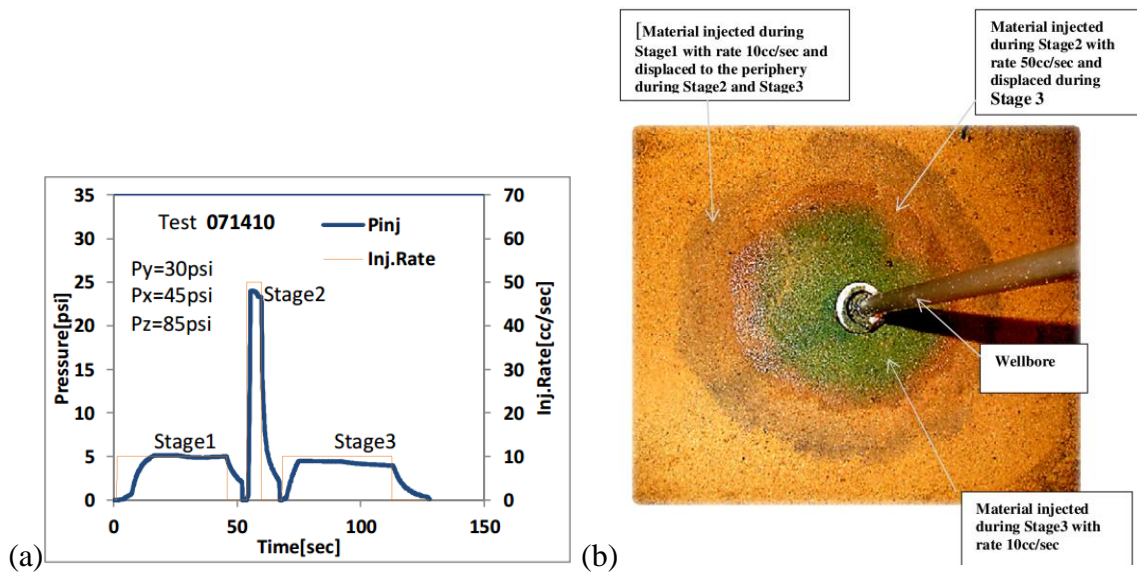 [Material injected
during Stage1 with
rate 10cc/sec and
displaced to the
periphery
during Stage2 and
Stage3
Material injected
during Stage2 with
rate 50cc/sec and
displaced during
Stage 3
Wellbore
Material injected
during Stage3 with
rate 10cc/sec
Test 071410
Pinj
Inj.Rate
Py=30psi
Px=45psi
Pz=85psi
Stage2
Stage1
Stage3
Pressure[psi]
35
30
25
20
15
10
5
0
Inj.Rate[cc/sec]
70
60
50
40
30
20
10
0
0
50
100
150
Time[sec]
(a)
(b)